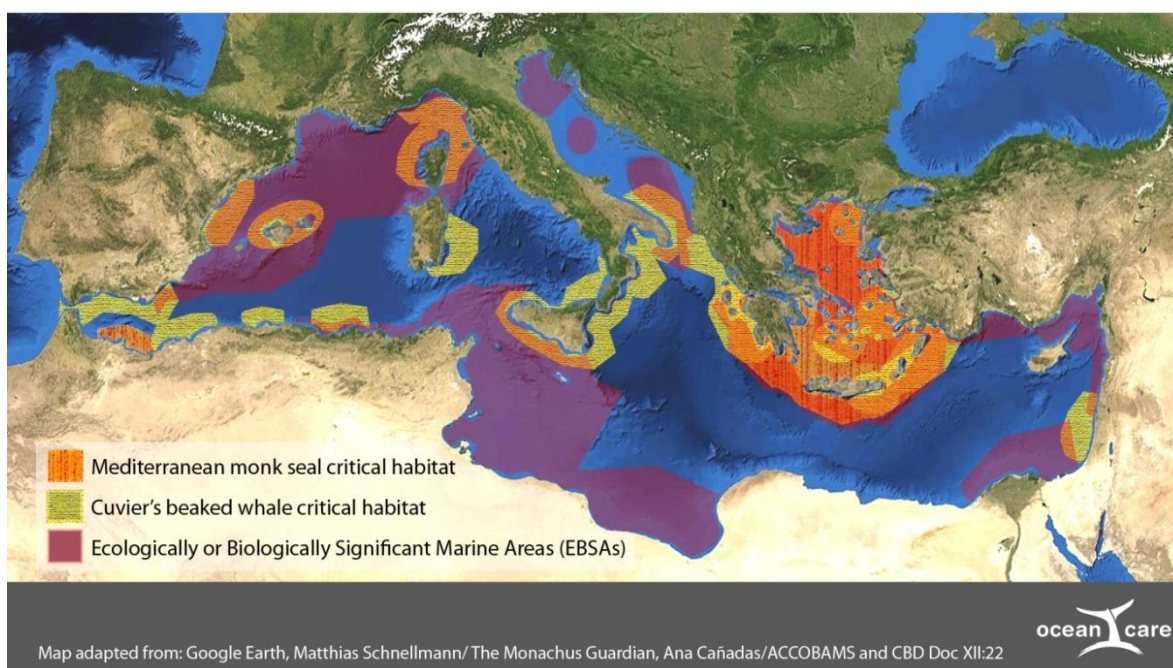 Mediterranean monk seal critical habitat
Cuvier's beaked whale critical habitat
Ecologically or Biologically Significant Marine Areas (EBSAs)
ocean care
Map adapted from: Google Earth, Matthias Schnellmann/ The Monachus Guardian, Ana Cañadas/ACCOBAMS and CBD Doc XII:22